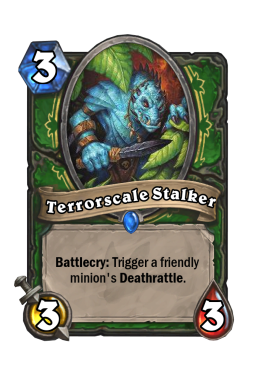 3
Terrorscale Stalker
Battlecry: Trigger a friendly
minion's Deathrattle.
3 3